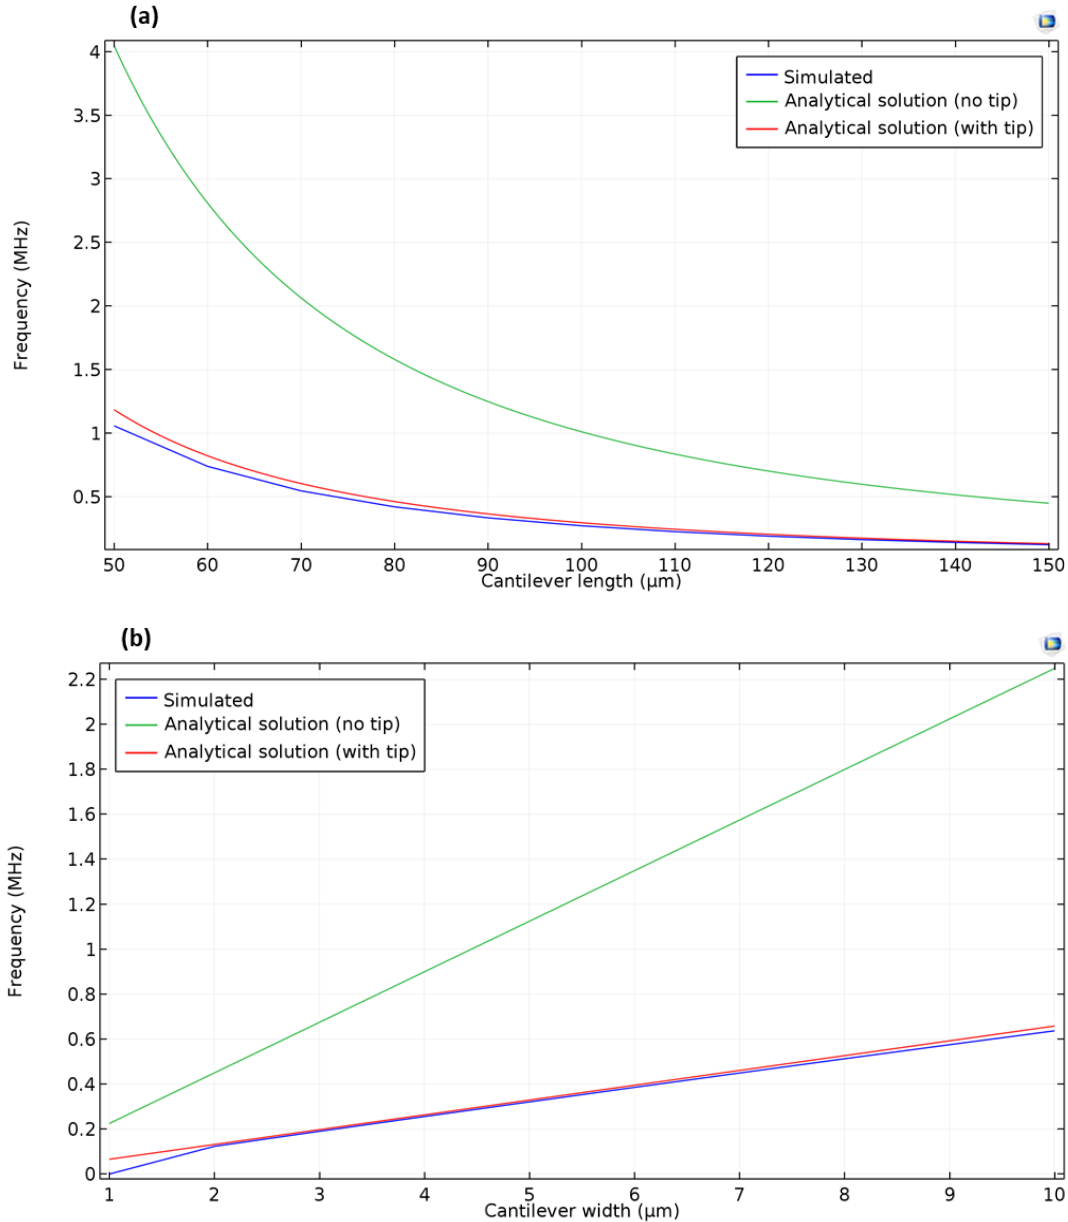 (a)
4
3.5
3
2.5
2
1.5
1
0.5
Frequency (MHz)
Simulated
Analytical solution (no tip)
Analytical solution (with tip)
50 60 70 80 90 100 110 120 130 140 150
Cantilever length (µm)
(b)
2.2
2
1.8
1.6
1.4
1.2
1
0.8
0.6
0.4
0.2
0
Frequency (MHz)
Simulated
Analytical solution (no tip)
Analytical solution (with tip)
1 2 3 4 5 6 7 8 9 10
Cantilever width (µm)